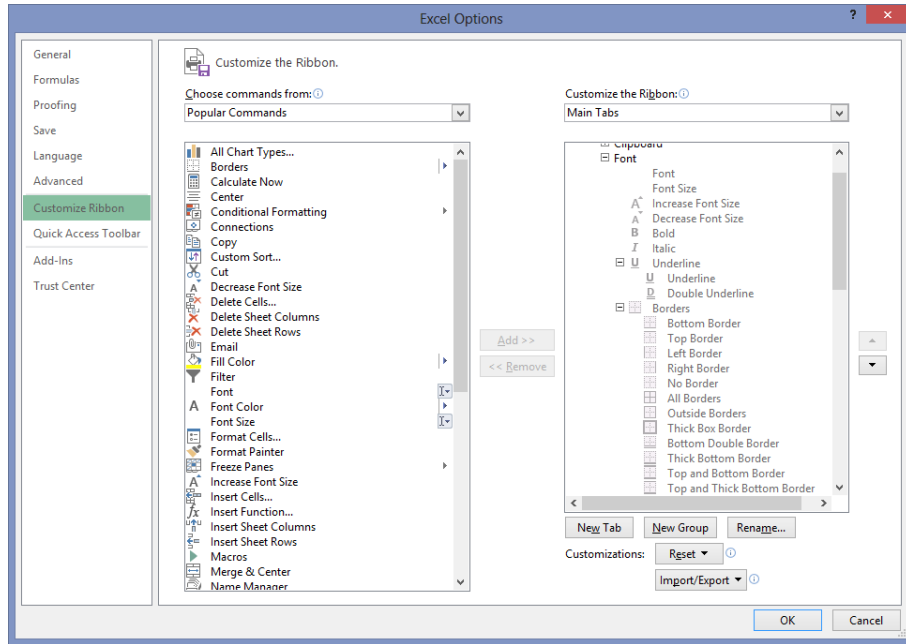 Excel Options
?
General
Formulas
Proofing
Save
Language
Advanced
Customize Ribbon
Quick Access Toolbar
Add-Ins
Trust Center
Customize the Ribbon.
Choose commands from:
Popular Commands
All Chart Types...
Borders
Calculate Now
Center
Conditional Formatting
Connections
Copy
Custom Sort...
Cut
Decrease Font Size
Delete Cells...
Delete Sheet Columns
Delete Sheet Rows
Email
Fill Color
Filter
Font
Font Color
Font Size
Format Cells...
Format Painter
Freeze Panes
Increase Font Size
Insert Cells...
Insert Function...
Insert Sheet Columns
Insert Sheet Rows
Macros
Merge & Center
Name Manager
Add >>
<< Remove
Customize the Ribbon:
Main Tabs
Clipboard
Font
Font
Font Size
Increase Font Size
Decrease Font Size
Bold
Italic
Underline
Underline
Double Underline
Borders
Bottom Border
Top Border
Left Border
Right Border
No Border
All Borders
Outside Borders
Thick Box Border
Bottom Double Border
Thick Bottom Border
Top and Bottom Border
Top and Thick Bottom Border
New Tab
New Group
Rename...
Customizations:
Reset
Import/Export
OK
Cancel